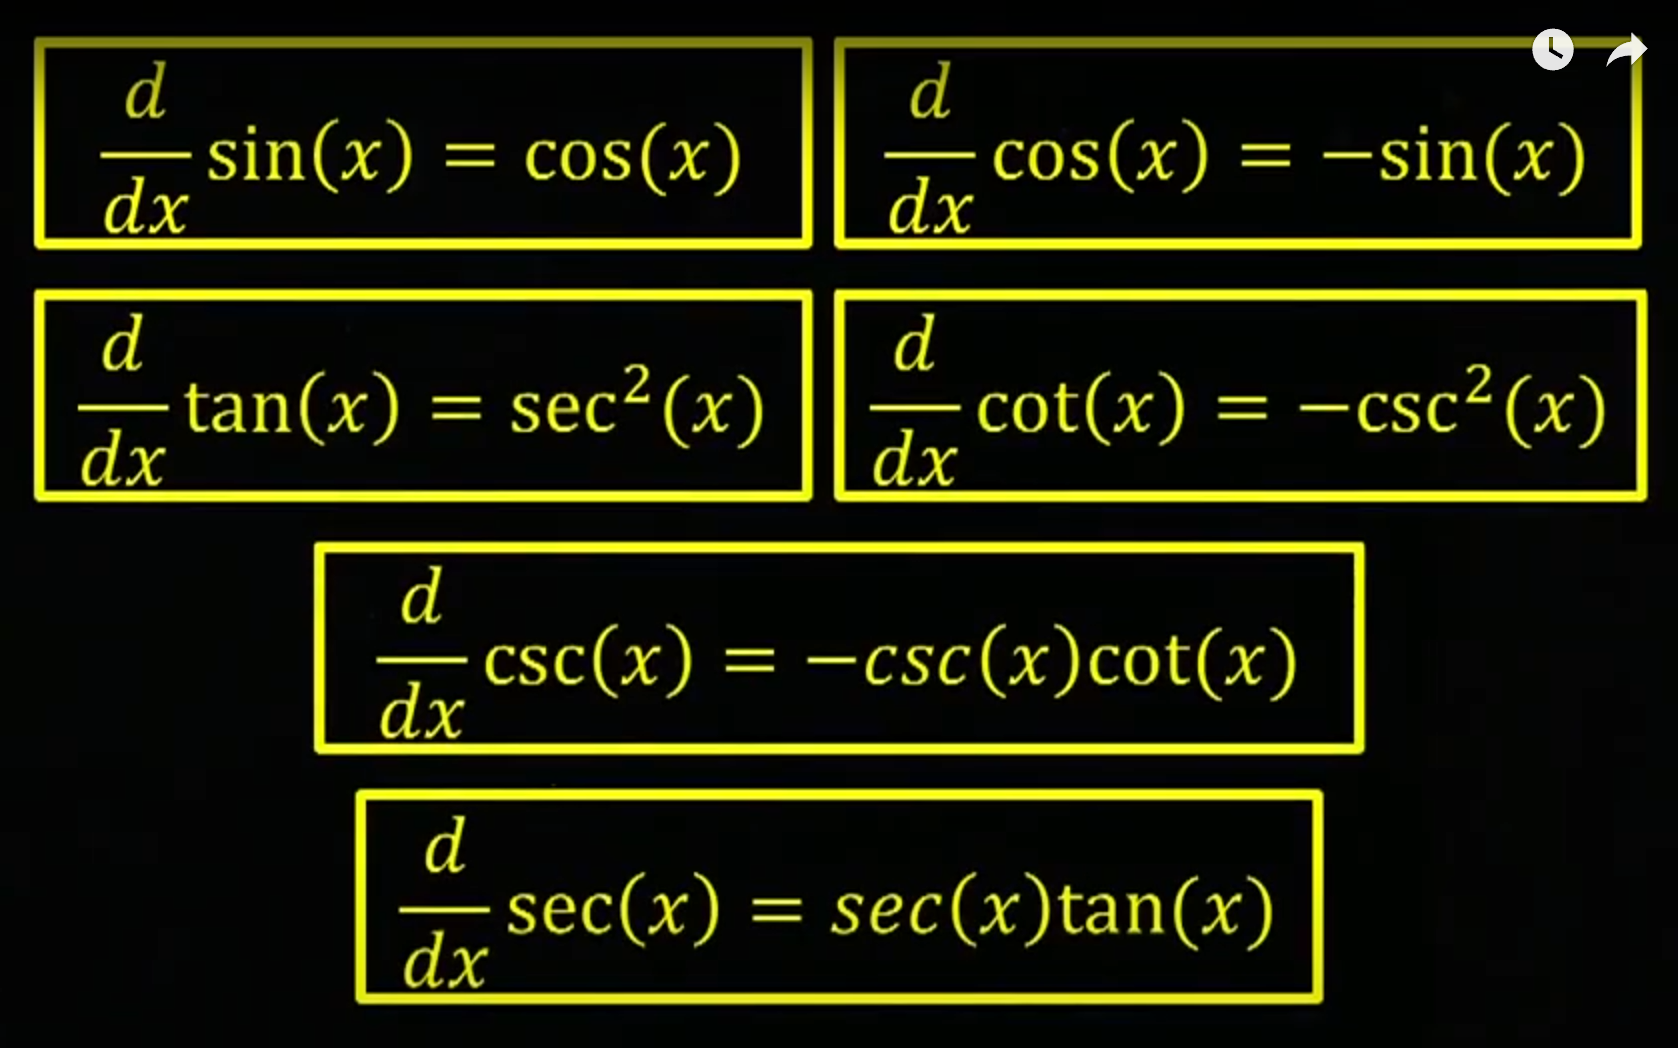 d/dx sin(x) = cos(x)
d/dx cos(x) = −sin(x)
d/dx tan(x) = sec²(x)
d/dx cot(x) = −csc²(x)
d/dx csc(x) = −csc(x)cot(x)
d/dx sec(x) = sec(x)tan(x)